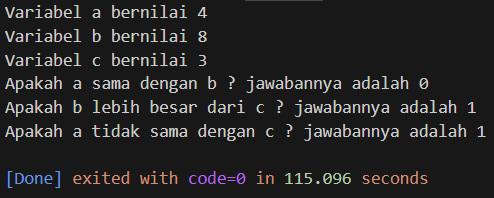 Variabel a bernilai 4
Variabel b bernilai 8
Variabel c bernilai 3
Apakah a sama dengan b ? jawabannya adalah 0
Apakah b lebih besar dari c ? jawabannya adalah 1
Apakah a tidak sama dengan c ? jawabannya adalah 1
[Done] exited with code=0 in 115.096 seconds